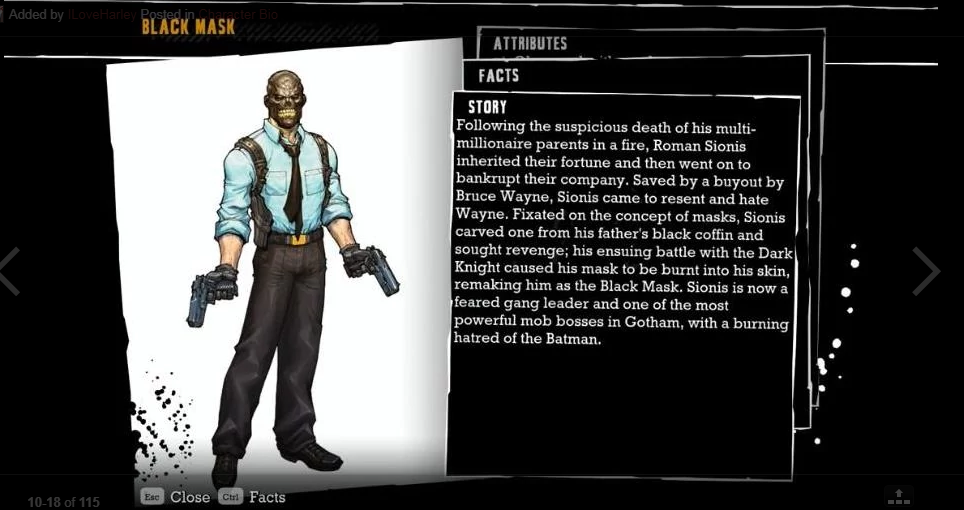 Added by ILoveHarley Posted in Character Bio
BLACK MASK
ATTRIBUTES
FACTS
STORY
Following the suspicious death of his multi-
millionaire parents in a fire, Roman Sionis
inherited their fortune and then went on to
bankrupt their company. Saved by a buyout by
Bruce Wayne, Sionis came to resent and hate
Wayne. Fixated on the concept of masks, Sionis
carved one from his father's black coffin and
sought revenge; his ensuing battle with the Dark
Knight caused his mask to be burnt into his skin,
remaking him as the Black Mask. Sionis is now a
feared gang leader and one of the most
powerful mob bosses in Gotham, with a burning
hatred of the Batman.
Esc Close Ctrl Facts
10-18 of 115